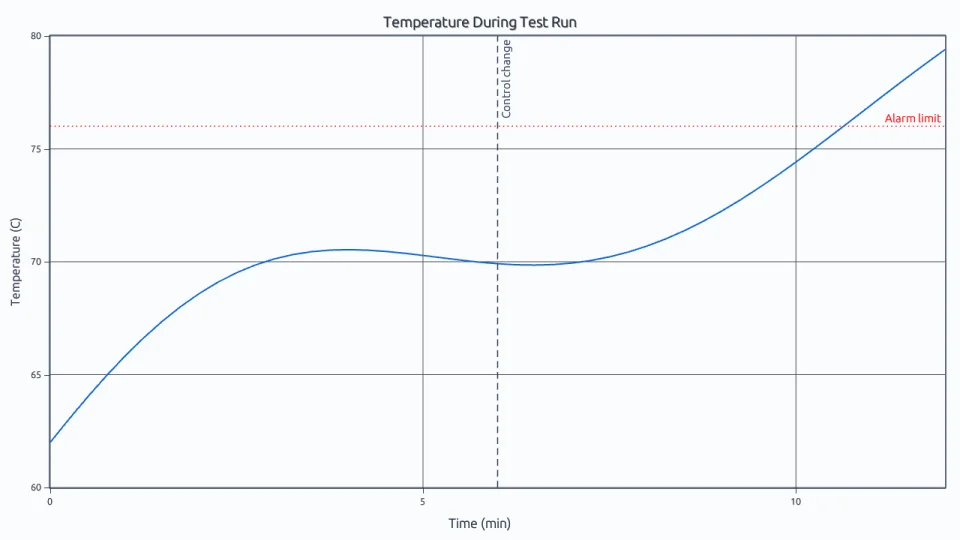 Temperature During Test Run
80
75
70
65
60
Temperature (C)
Control change
Alarm limit
0
5
10
Time (min)